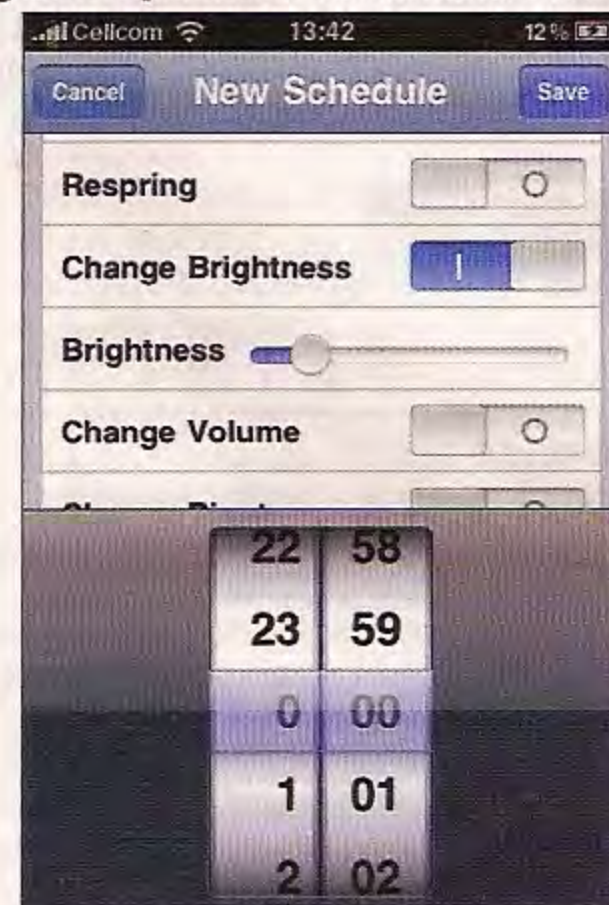 Cellcom 13:42 12%
Cancel New Schedule Save
Respring
Change Brightness
Brightness
Change Volume
22 58
23 59
0 00
1 01
2 02